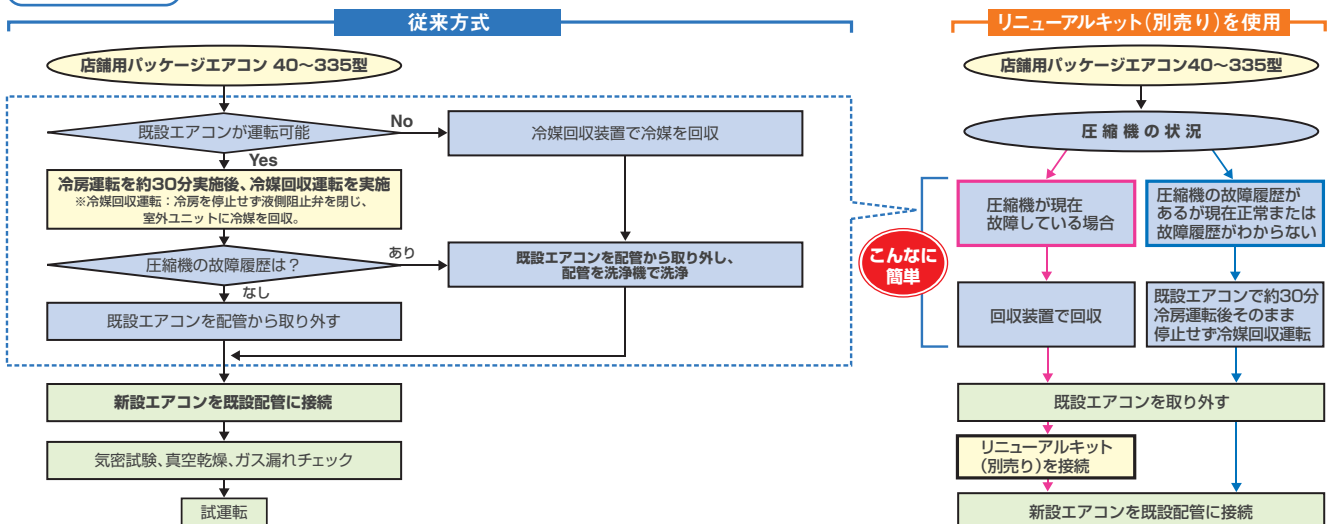 従来方式
店舗用パッケージエアコン 40～335型
既設エアコンが運転可能
No
冷媒回収装置で冷媒を回収
Yes
冷房運転を約30分実施後、冷媒回収運転を実施
※冷媒回収運転：冷房を停止せず液側阻止弁を閉じ、
室外ユニットに冷媒を回収。
圧縮機の故障履歴は？
あり
既設エアコンを配管から取り外し、
配管を洗浄機で洗浄
なし
既設エアコンを配管から取り外す
新設エアコンを既設配管に接続
気密試験、真空乾燥、ガス漏れチェック
試運転
リニューアルキット(別売り)を使用
店舗用パッケージエアコン40～335型
圧縮機の状況
こんなに
簡単
圧縮機が現在
故障している場合
圧縮機の故障履歴が
あるが現在正常または
故障履歴がわからない
回収装置で回収
既設エアコンで約30分
冷房運転後そのまま
停止せず冷媒回収運転
既設エアコンを取り外す
リニューアルキット
(別売り)を接続
新設エアコンを既設配管に接続